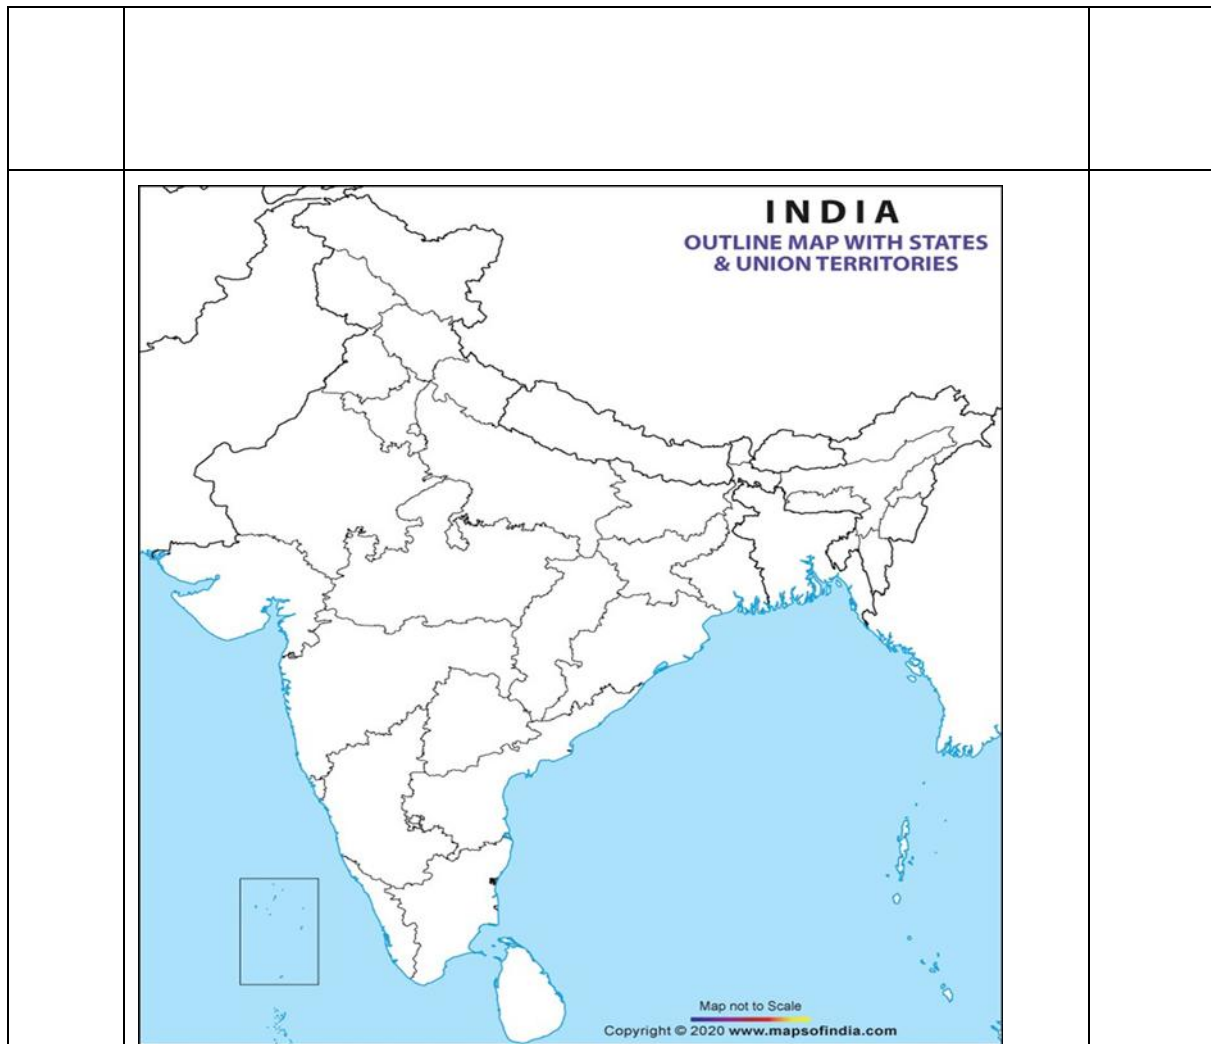 INDIA
OUTLINE MAP WITH STATES
& UNION TERRITORIES
Map not to Scale
Copyright © 2020 www.mapsofindia.com